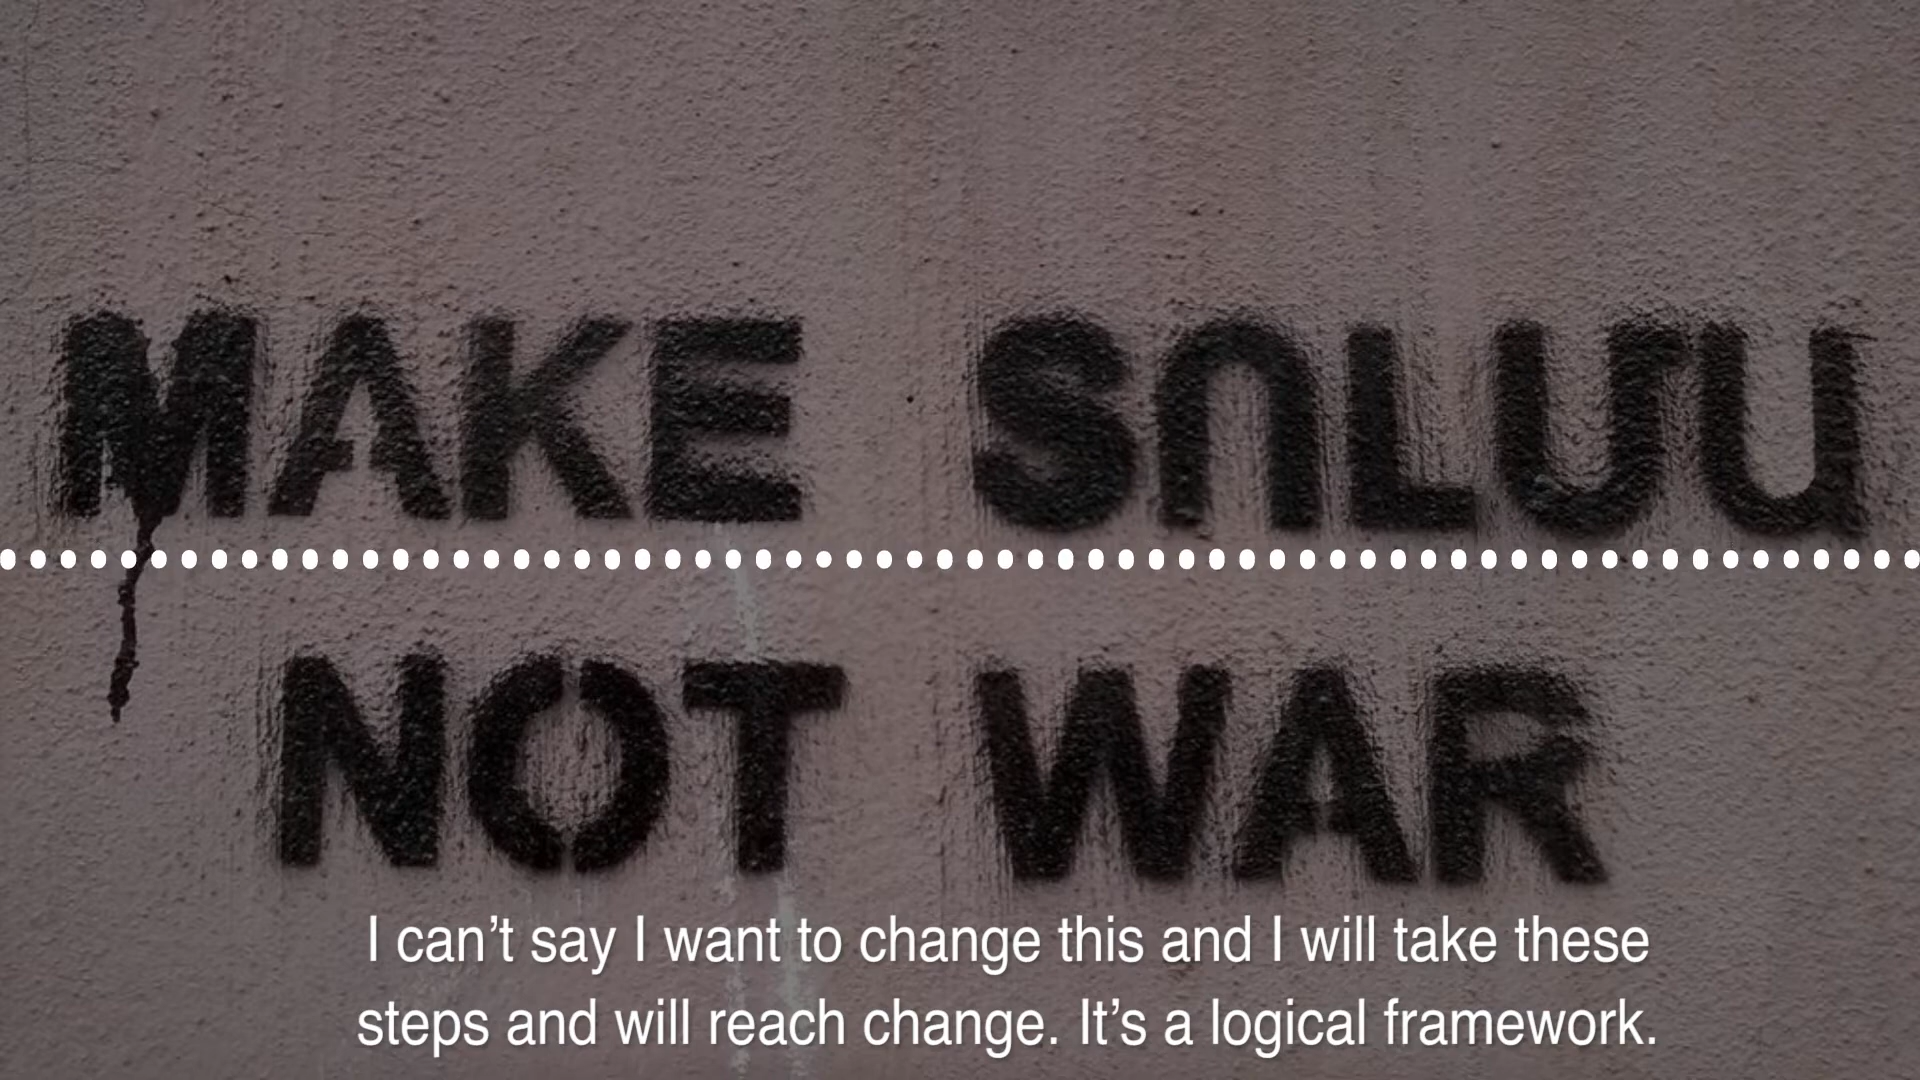 MAKE SՈԼՄՄ
NOT WAR
I can’t say I want to change this and I will take these
steps and will reach change. It’s a logical framework.